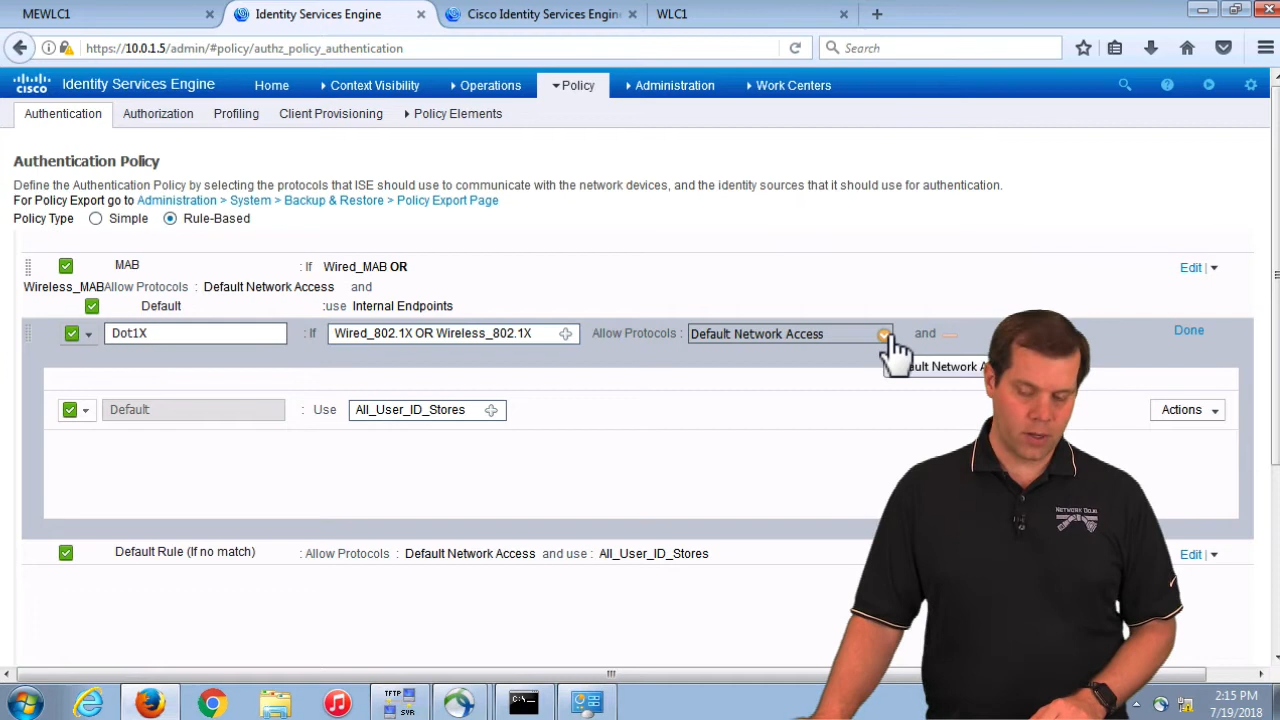 MEWLC1
Identity Services Engine
Cisco Identity Services Engin
WLC1
https://10.0.1.5/admin/#policy/authz_policy_authentication
Search
CISCO
Identity Services Engine
Home
Context Visibility
Operations
Policy
Administration
Work Centers
Authentication
Authorization
Profiling
Client Provisioning
Policy Elements
Authentication Policy
Define the Authentication Policy by selecting the protocols that ISE should use to communicate with the network devices, and the identity sources that it should use for authentication.
For Policy Export go to Administration > System > Backup & Restore > Policy Export Page
Policy Type Simple Rule-Based
MAB : If Wired_MAB OR Edit |
Wireless_MABAllow Protocols : Default Network Access and
Default :use Internal Endpoints
Dot1X : If Wired_802.1X OR Wireless_802.1X Allow Protocols : Default Network Access and Done
ault Network A
Default : Use All_User_ID_Stores Actions
Default Rule (If no match) : Allow Protocols : Default Network Access and use : All_User_ID_Stores Edit |
NETWORK DOJO
TFTP
SVR
C:\.
2:15 PM
7/19/2018